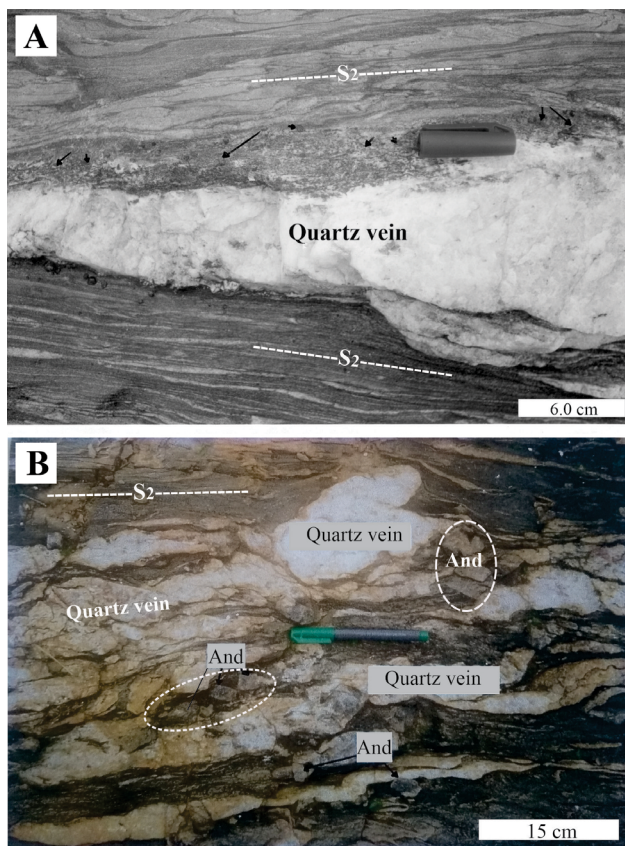 A
S2
Quartz vein
S2
6.0 cm
B
S2
Quartz vein
And
Quartz vein
And
Quartz vein
And
15 cm